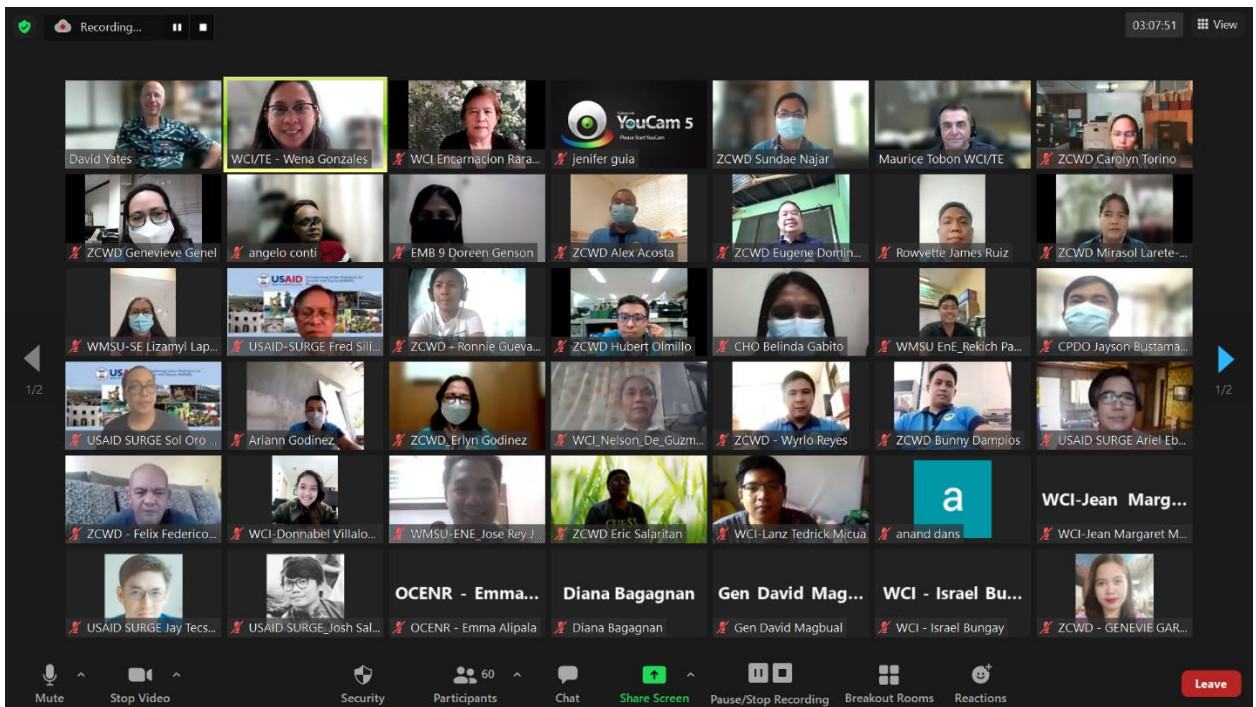 Recording...
03:07:51
View
David Yates
WCI/TE - Wena Gonzales
WCI Encarnacion Rara...
YouCam 5
Please Start YouCam
jenifer guia
ZCWD Sundae Najar
Maurice Tobon WCI/TE
ZCWD Carolyn Torino
ZCWD Genevieve Genel
angelo conti
EMB 9 Doreen Genson
ZCWD Alex Acosta
ZCWD Eugene Domin...
Rowvette James Ruiz
ZCWD Mirasol Larete-...
USAID
WMSU-SE Lizamyl Lap...
USAID-SURGE Fred Sili...
ZCWD - Ronnie Gueva...
ZCWD Hubert Olmillo
CHO Belinda Gabito
WMSU EnE_Rekich Pa...
CPDO Jayson Bustama...
1/2
1/2
USAID SURGE Sol Oro ...
Ariann Godinez
ZCWD_Erlyn Godinez
WCI_Nelson_De_Guzm...
ZCWD - Wyrlo Reyes
ZCWD Bunny Dampios
USAID SURGE Ariel Eb...
ZCWD - Felix Federico...
WCI-Donnabel Villalo...
WMSU-ENE_Jose Rey J...
GUESS
ZCWD Eric Salaritan
WCI-Lanz Tedrick Micua
a
anand dans
WCI-Jean Marg...
WCI-Jean Margaret M...
USAID SURGE Jay Tecs...
USAID SURGE_Josh Sal...
OCENR - Emma...
OCENR - Emma Alipala
Diana Bagagnan
Diana Bagagnan
Gen David Mag...
Gen David Magbual
WCI - Israel Bu...
WCI - Israel Bungay
ZCWD - GENEVIE GAR...
Mute
Stop Video
Security
60
Participants
Chat
Share Screen
Pause/Stop Recording
Breakout Rooms
Reactions
Leave